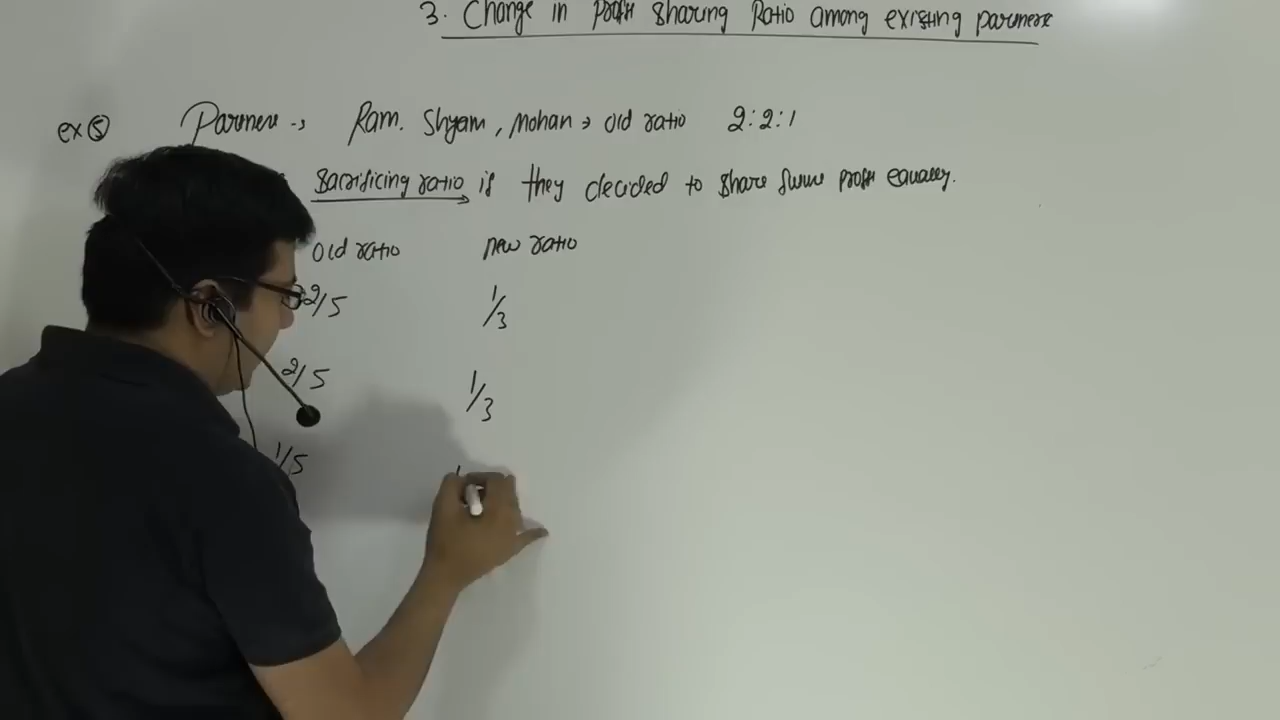 3. Change in Profit Sharing Ratio among existing partners
ex ⑤ Partners → Ram, Shyam, Mohan → Old ratio 2:2:1
Sacrificing ratio if they decided to share future profit equally.
Old ratio new ratio
2/5 1/3
2/5 1/3
1/5 1